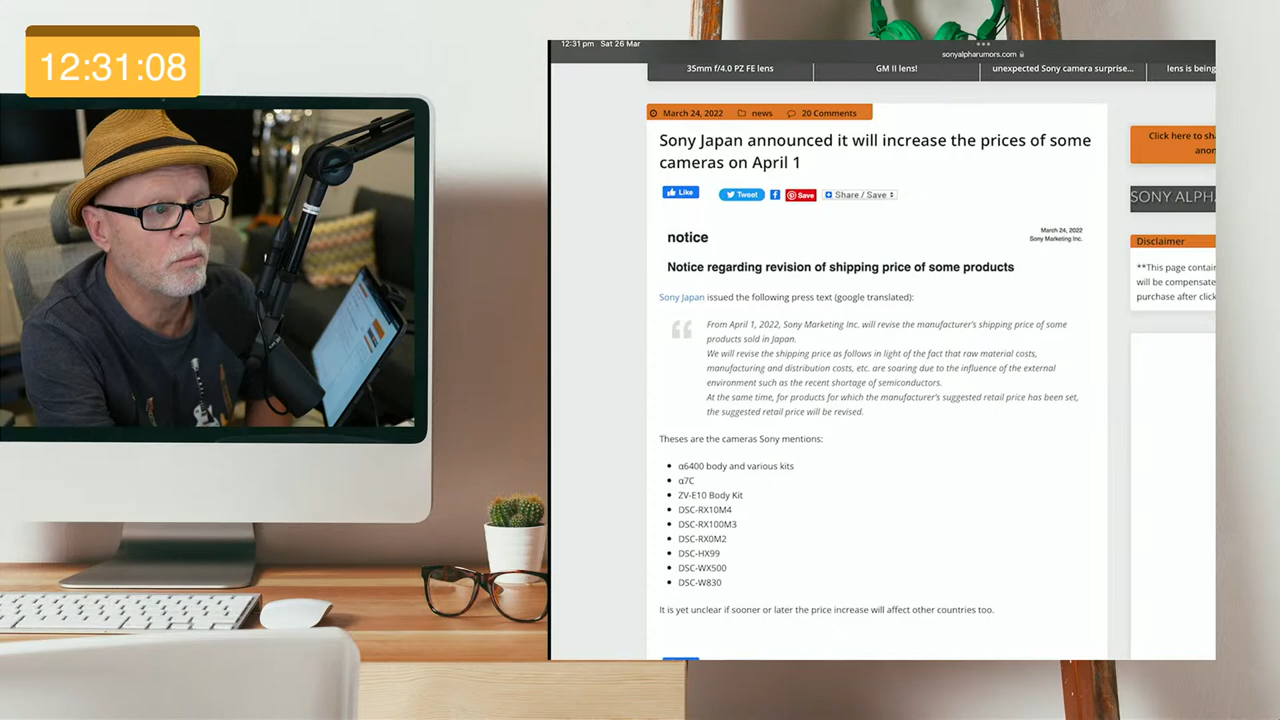 12:31:08
12:31 pm Sat 26 Mar
sonyalpharumors.com
35mm f/4.0 PZ FE lens
GM II lens!
unexpected Sony camera surprise...
lens is being
March 24, 2022 news 20 Comments
Sony Japan announced it will increase the prices of some
cameras on April 1
Like Tweet Save Share / Save
notice
March 24, 2022
Sony Marketing Inc.
Notice regarding revision of shipping price of some products
Sony Japan issued the following press text (google translated):
From April 1, 2022, Sony Marketing Inc. will revise the manufacturer's shipping price of some
products sold in Japan.
We will revise the shipping price as follows in light of the fact that raw material costs,
manufacturing and distribution costs, etc. are soaring due to the influence of the external
environment such as the recent shortage of semiconductors.
At the same time, for products for which the manufacturer's suggested retail price has been set,
the suggested retail price will be revised.
Theses are the cameras Sony mentions:
α6400 body and various kits
α7C
ZV-E10 Body Kit
DSC-RX10M4
DSC-RX100M3
DSC-RX0M2
DSC-HX99
DSC-WX500
DSC-W830
It is yet unclear if sooner or later the price increase will affect other countries too.
Click here to sh
anon
SONY ALPH
Disclaimer
**This page contain
will be compensate
purchase after click